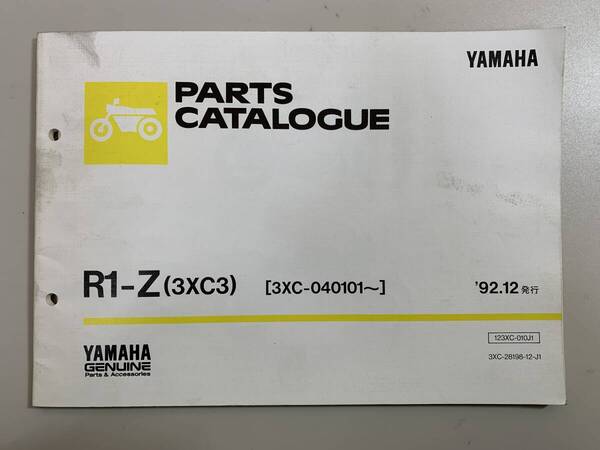 YAMAHA
PARTS
CATALOGUE
R1-Z (3XC3) [3XC-040101~] '92.12 発行
YAMAHA
GENUINE
Parts & Accessories
123XC-010J1
3XC-28198-12-J1